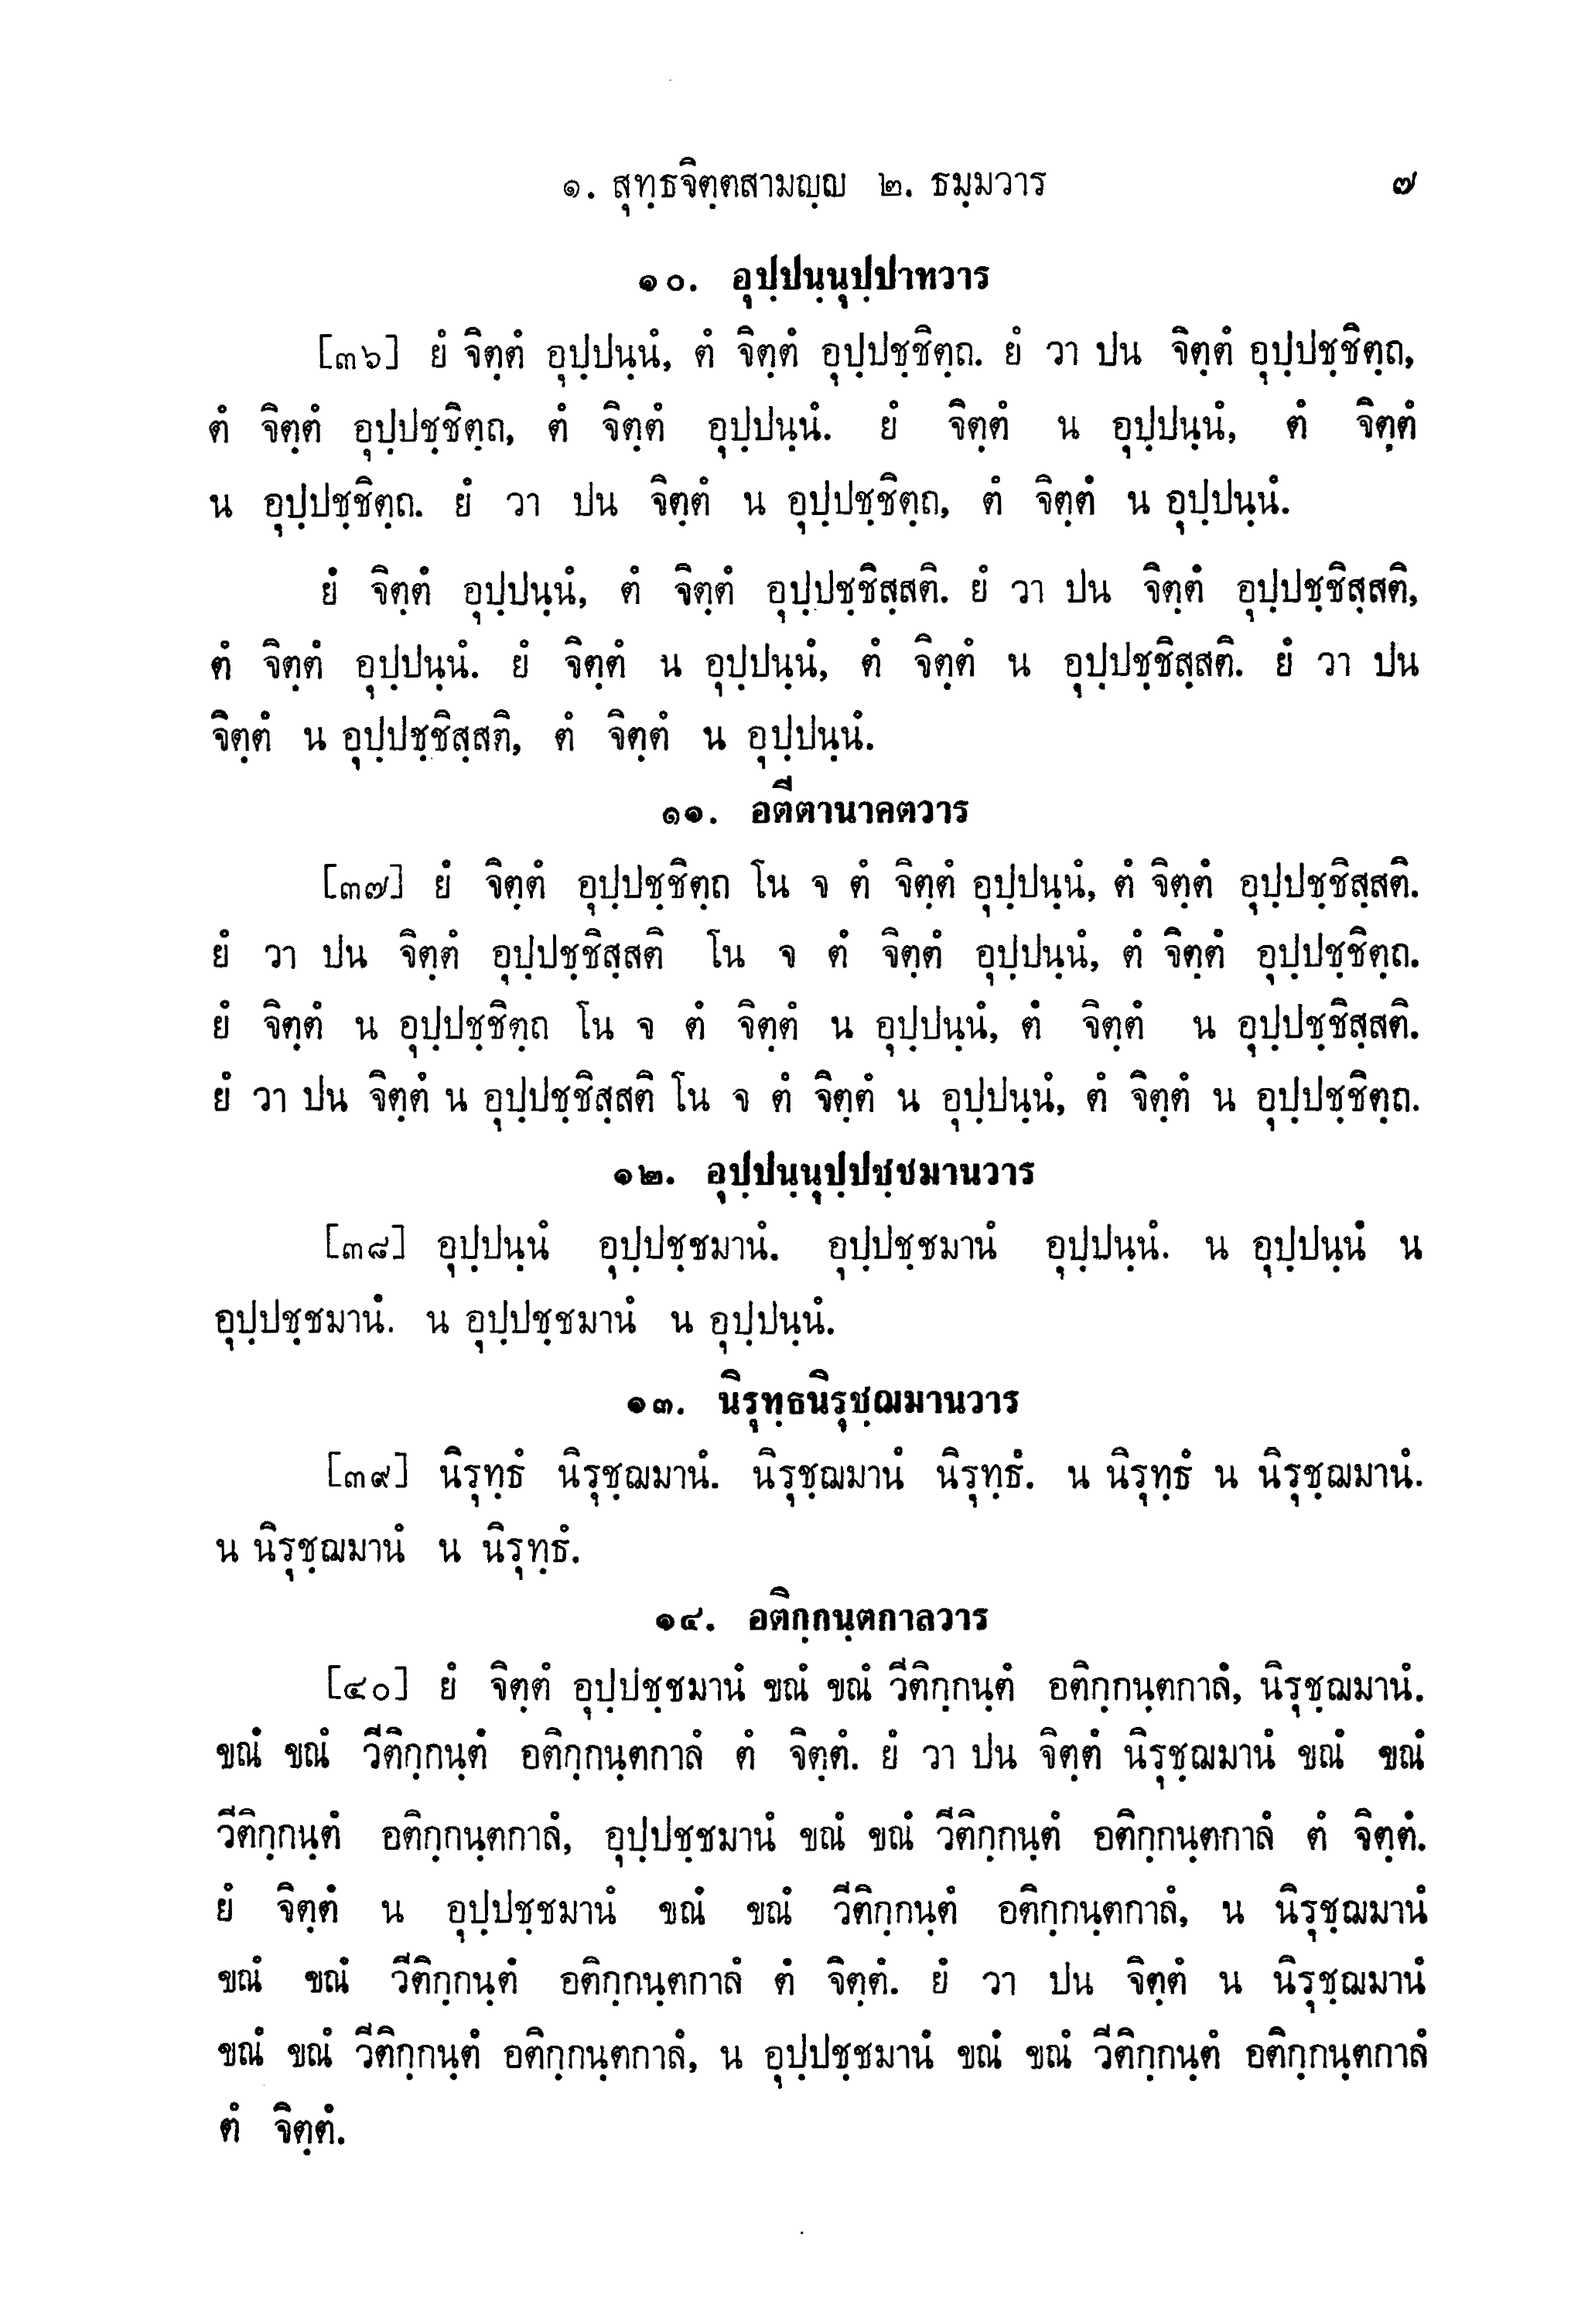 ๑. สุทฺธจิตฺตสามญฺญ ๒. ธมฺมวาร ๗
๑๐. อุปฺปนฺนุปฺปาทวาร
[๓๖] ยํ จิตฺตํ อุปฺปนฺนํ, ตํ จิตฺตํ อุปฺปชฺชิตฺถ. ยํ วา ปน จิตฺตํ อุปฺปชฺชิตฺถ,
ตํ จิตฺตํ อุปฺปชฺชิตฺถ, ตํ จิตฺตํ อุปฺปนฺนํ. ยํ จิตฺตํ น อุปฺปนฺนํ, ตํ จิตฺตํ
น อุปฺปชฺชิตฺถ. ยํ วา ปน จิตฺตํ น อุปฺปชฺชิตฺถ, ตํ จิตฺตํ น อุปฺปนฺนํ.
ยํ จิตฺตํ อุปฺปนฺนํ, ตํ จิตฺตํ อุปฺปชฺชิสฺสติ. ยํ วา ปน จิตฺตํ อุปฺปชฺชิสฺสติ,
ตํ จิตฺตํ อุปฺปนฺนํ. ยํ จิตฺตํ น อุปฺปนฺนํ, ตํ จิตฺตํ น อุปฺปชฺชิสฺสติ. ยํ วา ปน
จิตฺตํ น อุปฺปชฺชิสฺสติ, ตํ จิตฺตํ น อุปฺปนฺนํ.
๑๑. อตีตานาคตวาร
[๓๗] ยํ จิตฺตํ อุปฺปชฺชิตฺถ โน จ ตํ จิตฺตํ อุปฺปนฺนํ, ตํ จิตฺตํ อุปฺปชฺชิสฺสติ.
ยํ วา ปน จิตฺตํ อุปฺปชฺชิสฺสติ โน จ ตํ จิตฺตํ อุปฺปนฺนํ, ตํ จิตฺตํ อุปฺปชฺชิตฺถ.
ยํ จิตฺตํ น อุปฺปชฺชิตฺถ โน จ ตํ จิตฺตํ น อุปฺปนฺนํ, ตํ จิตฺตํ น อุปฺปชฺชิสฺสติ.
ยํ วา ปน จิตฺตํ น อุปฺปชฺชิสฺสติ โน จ ตํ จิตฺตํ น อุปฺปนฺนํ, ตํ จิตฺตํ น อุปฺปชฺชิตฺถ.
๑๒. อุปฺปนฺนุปฺปชฺชมานวาร
[๓๘] อุปฺปนฺนํ อุปฺปชฺชมานํ. อุปฺปชฺชมานํ อุปฺปนฺนํ. น อุปฺปนฺนํ น
อุปฺปชฺชมานํ. น อุปฺปชฺชมานํ น อุปฺปนฺนํ.
๑๓. นิรุทฺธนิรุชฺฌมานวาร
[๓๙] นิรุทฺธํ นิรุชฺฌมานํ. นิรุชฺฌมานํ นิรุทฺธํ. น นิรุทฺธํ น นิรุชฺฌมานํ.
น นิรุชฺฌมานํ น นิรุทฺธํ.
๑๔. อติกฺกนฺตกาลวาร
[๔๐] ยํ จิตฺตํ อุปฺปชฺชมานํ ขณํ ขณํ วีติกฺกนฺตํ อติกฺกนฺตกาลํ, นิรุชฺฌมานํ.
ขณํ ขณํ วีติกฺกนฺตํ อติกฺกนฺตกาลํ ตํ จิตฺตํ. ยํ วา ปน จิตฺตํ นิรุชฺฌมานํ ขณํ ขณํ
วีติกฺกนฺตํ อติกฺกนฺตกาลํ, อุปฺปชฺชมานํ ขณํ ขณํ วีติกฺกนฺตํ อติกฺกนฺตกาลํ ตํ จิตฺตํ.
ยํ จิตฺตํ น อุปฺปชฺชมานํ ขณํ ขณํ วีติกฺกนฺตํ อติกฺกนฺตกาลํ, น นิรุชฺฌมานํ
ขณํ ขณํ วีติกฺกนฺตํ อติกฺกนฺตกาลํ ตํ จิตฺตํ. ยํ วา ปน จิตฺตํ น นิรุชฺฌมานํ
ขณํ ขณํ วีติกฺกนฺตํ อติกฺกนฺตกาลํ, น อุปฺปชฺชมานํ ขณํ ขณํ วีติกฺกนฺตํ อติกฺกนฺตกาลํ
ตํ จิตฺตํ.